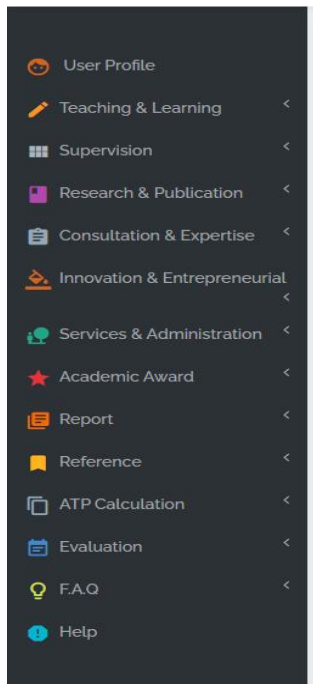 User Profile
Teaching & Learning
Supervision
Research & Publication
Consultation & Expertise
Innovation & Entrepreneurial
Services & Administration
Academic Award
Report
Reference
ATP Calculation
Evaluation
F.A.Q
Help